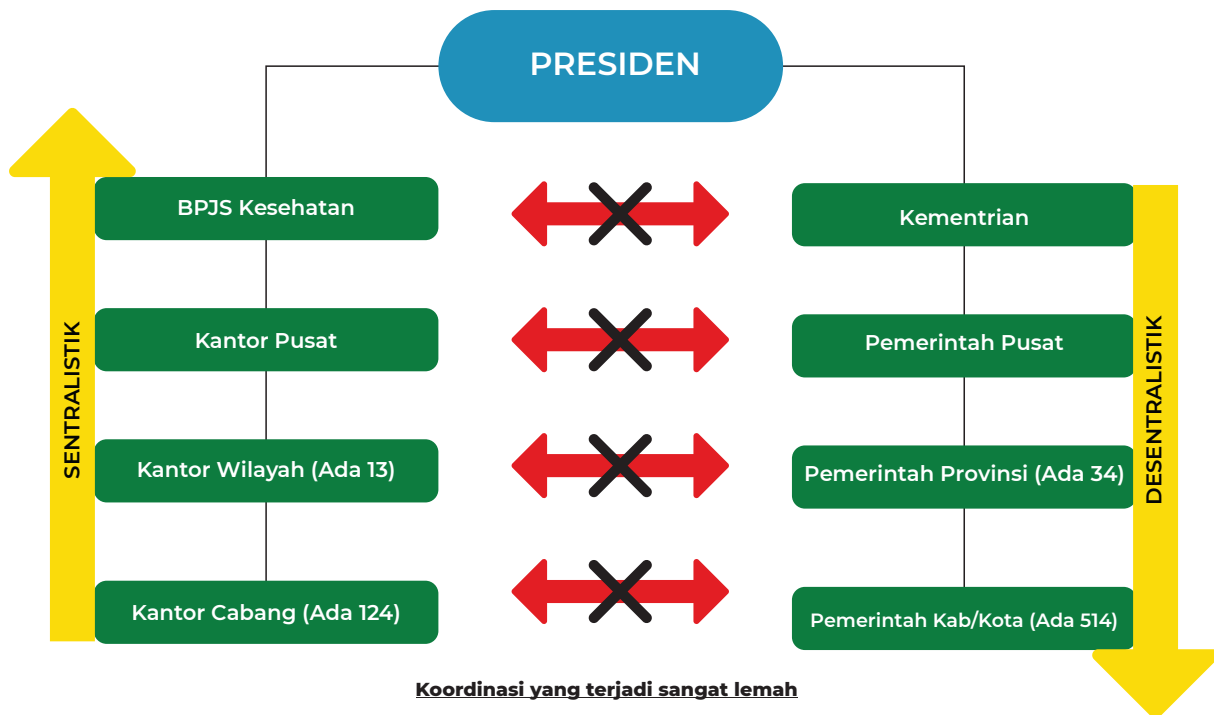 PRESIDEN
BPJS Kesehatan
Kementrian
Kantor Pusat
Pemerintah Pusat
SENTRALISTIK
DESENTRALISTIK
Kantor Wilayah (Ada 13)
Pemerintah Provinsi (Ada 34)
Kantor Cabang (Ada 124)
Pemerintah Kab/Kota (Ada 514)
Koordinasi yang terjadi sangat lemah